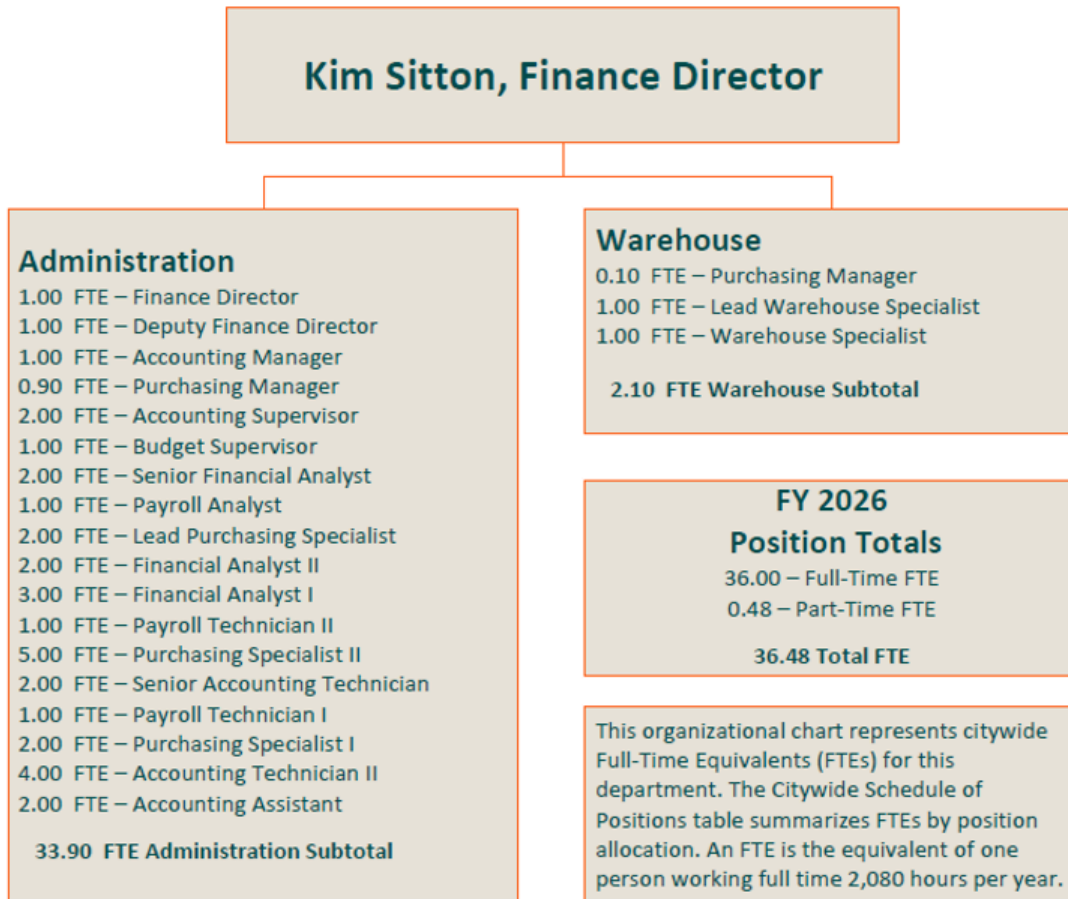 Kim Sitton, Finance Director
Administration
1.00 FTE – Finance Director
1.00 FTE – Deputy Finance Director
1.00 FTE – Accounting Manager
0.90 FTE – Purchasing Manager
2.00 FTE – Accounting Supervisor
1.00 FTE – Budget Supervisor
2.00 FTE – Senior Financial Analyst
1.00 FTE – Payroll Analyst
2.00 FTE – Lead Purchasing Specialist
2.00 FTE – Financial Analyst II
3.00 FTE – Financial Analyst I
1.00 FTE – Payroll Technician II
5.00 FTE – Purchasing Specialist II
2.00 FTE – Senior Accounting Technician
1.00 FTE – Payroll Technician I
2.00 FTE – Purchasing Specialist I
4.00 FTE – Accounting Technician II
2.00 FTE – Accounting Assistant
33.90 FTE Administration Subtotal
Warehouse
0.10 FTE – Purchasing Manager
1.00 FTE – Lead Warehouse Specialist
1.00 FTE – Warehouse Specialist
2.10 FTE Warehouse Subtotal
FY 2026
Position Totals
36.00 – Full-Time FTE
0.48 – Part-Time FTE
36.48 Total FTE
This organizational chart represents citywide
Full-Time Equivalents (FTEs) for this
department. The Citywide Schedule of
Positions table summarizes FTEs by position
allocation. An FTE is the equivalent of one
person working full time 2,080 hours per year.